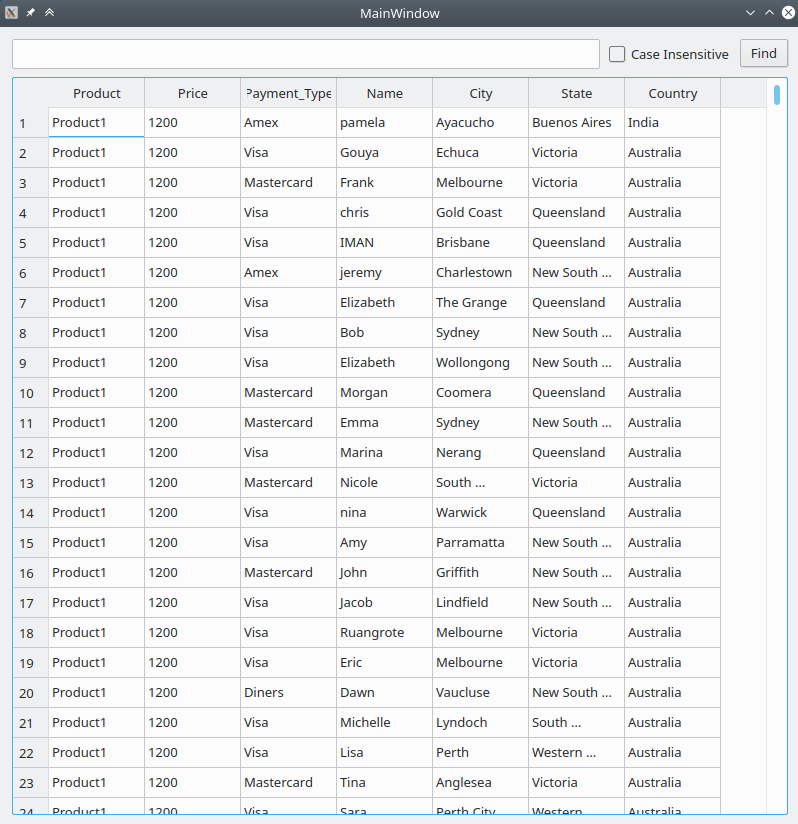 MainWindow
Case Insensitive Find
Product Price Payment_Type Name City State Country
1 Product1 1200 Amex pamela Ayacucho Buenos Aires India
2 Product1 1200 Visa Gouya Echuca Victoria Australia
3 Product1 1200 Mastercard Frank Melbourne Victoria Australia
4 Product1 1200 Visa chris Gold Coast Queensland Australia
5 Product1 1200 Visa IMAN Brisbane Queensland Australia
6 Product1 1200 Amex jeremy Charlestown New South ... Australia
7 Product1 1200 Visa Elizabeth The Grange Queensland Australia
8 Product1 1200 Visa Bob Sydney New South ... Australia
9 Product1 1200 Visa Elizabeth Wollongong New South ... Australia
10 Product1 1200 Mastercard Morgan Coomera Queensland Australia
11 Product1 1200 Mastercard Emma Sydney New South ... Australia
12 Product1 1200 Visa Marina Nerang Queensland Australia
13 Product1 1200 Mastercard Nicole South ... Victoria Australia
14 Product1 1200 Visa nina Warwick Queensland Australia
15 Product1 1200 Visa Amy Parramatta New South ... Australia
16 Product1 1200 Mastercard John Griffith New South ... Australia
17 Product1 1200 Visa Jacob Lindfield New South ... Australia
18 Product1 1200 Visa Ruangrote Melbourne Victoria Australia
19 Product1 1200 Visa Eric Melbourne Victoria Australia
20 Product1 1200 Diners Dawn Vaucluse New South ... Australia
21 Product1 1200 Visa Michelle Lyndoch South ... Australia
22 Product1 1200 Visa Lisa Perth Western ... Australia
23 Product1 1200 Mastercard Tina Anglesea Victoria Australia
24 Product1 1200 Visa Sara Perth City Western Australia